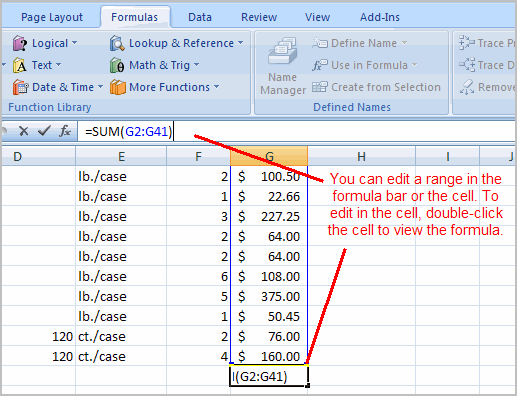 Page Layout Formulas Data Review View Add-Ins
Logical Lookup & Reference Define Name Trace
Text Math & Trig Name Use in Formula Trace
Date & Time More Functions Manager Create from Selection Remove
Function Library Defined Names
fx =SUM(G2:G41)
D E F G H I J
lb./case 2 $ 100.50
lb./case 1 $ 22.66
lb./case 3 $ 227.25
lb./case 2 $ 64.00
lb./case 2 $ 64.00
lb./case 6 $ 108.00
lb./case 5 $ 375.00
lb./case 1 $ 50.45
120 ct./case 2 $ 76.00
120 ct./case 4 $ 160.00
(G2:G41)
You can edit a range in the
formula bar or the cell. To
edit in the cell, double-click
the cell to view the formula.